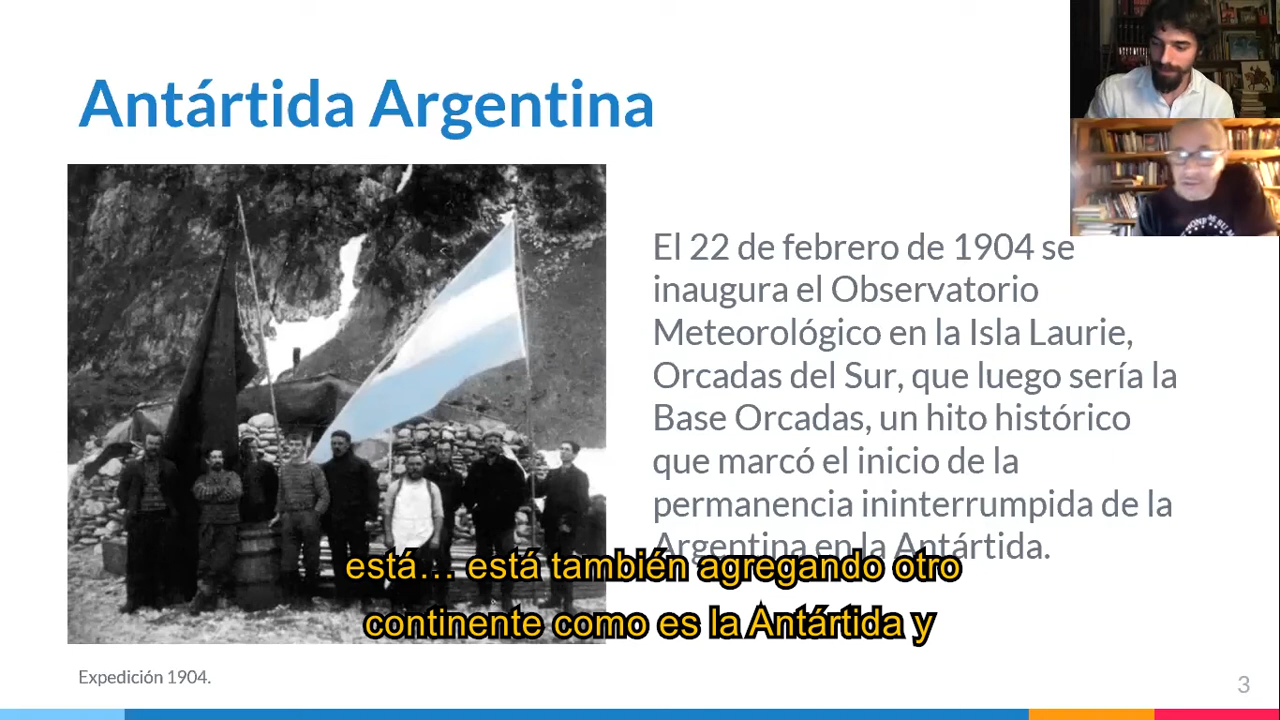 Antártida Argentina
El 22 de febrero de 1904 se
inaugura el Observatorio
Meteorológico en la Isla Laurie,
Orcadas del Sur, que luego sería la
Base Orcadas, un hito histórico
que marcó el inicio de la
permanencia ininterrumpida de la
Argentina en la Antártida.
está… está también agregando otro
continente como es la Antártida y
Expedición 1904.
3